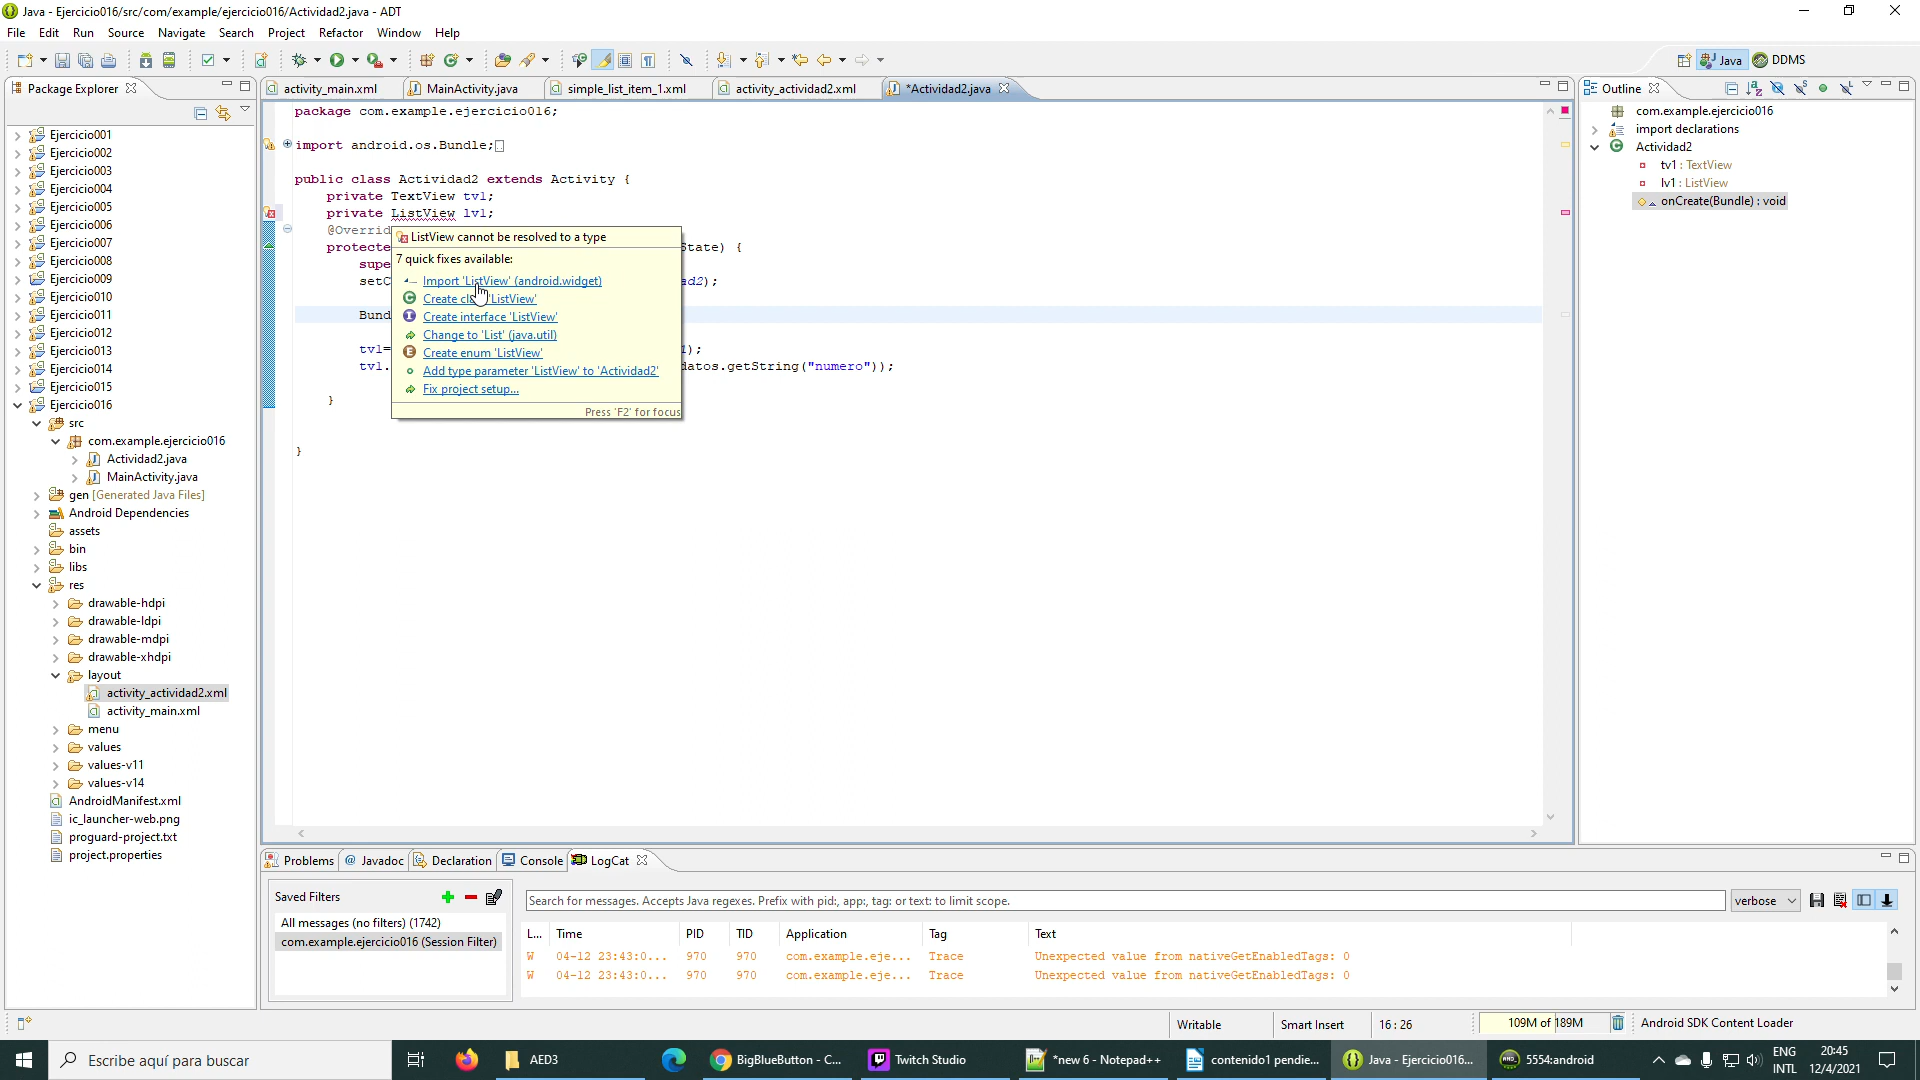 Java - Ejercicio016/src/com/example/ejercicio016/Actividad2.java - ADT
File Edit Run Source Navigate Search Project Refactor Window Help
Java DDMS
Package Explorer
activity_main.xml MainActivity.java simple_list_item_1.xml activity_actividad2.xml *Actividad2.java
Outline
Ejercicio001
Ejercicio002
Ejercicio003
Ejercicio004
Ejercicio005
Ejercicio006
Ejercicio007
Ejercicio008
Ejercicio009
Ejercicio010
Ejercicio011
Ejercicio012
Ejercicio013
Ejercicio014
Ejercicio015
Ejercicio016
src
com.example.ejercicio016
Actividad2.java
MainActivity.java
gen [Generated Java Files]
Android Dependencies
assets
bin
libs
res
drawable-hdpi
drawable-ldpi
drawable-mdpi
drawable-xhdpi
layout
activity_actividad2.xml
activity_main.xml
menu
values
values-v11
values-v14
AndroidManifest.xml
ic_launcher-web.png
proguard-project.txt
project.properties
package com.example.ejercicio016;
import android.os.Bundle;
public class Actividad2 extends Activity {
private TextView tv1;
private ListView lv1;
@Overrid
protecte State) {
supe
setC ad2);
Bund
tv1= 1);
tv1. datos.getString("numero"));
}
}
ListView cannot be resolved to a type
7 quick fixes available:
Import 'ListView' (android.widget)
Create cla 'ListView'
Create interface 'ListView'
Change to 'List' (java.util)
Create enum 'ListView'
Add type parameter 'ListView' to 'Actividad2'
Fix project setup...
Press 'F2' for focus
com.example.ejercicio016
import declarations
Actividad2
tv1 : TextView
lv1 : ListView
onCreate(Bundle) : void
Problems Javadoc Declaration Console LogCat
Saved Filters
All messages (no filters) (1742)
com.example.ejercicio016 (Session Filter)
Search for messages. Accepts Java regexes. Prefix with pid:, app:, tag: or text: to limit scope.
verbose
L... Time PID TID Application Tag Text
W 04-12 23:43:0... 970 970 com.example.eje... Trace Unexpected value from nativeGetEnabledTags: 0
W 04-12 23:43:0... 970 970 com.example.eje... Trace Unexpected value from nativeGetEnabledTags: 0
Writable Smart Insert 16 : 26 109M of 189M Android SDK Content Loader
Escribe aquí para buscar
AED3
BigBlueButton - C...
Twitch Studio
*new 6 - Notepad++
contenido1 pendie...
Java - Ejercicio016...
5554:android
ENG
INTL
20:45
12/4/2021